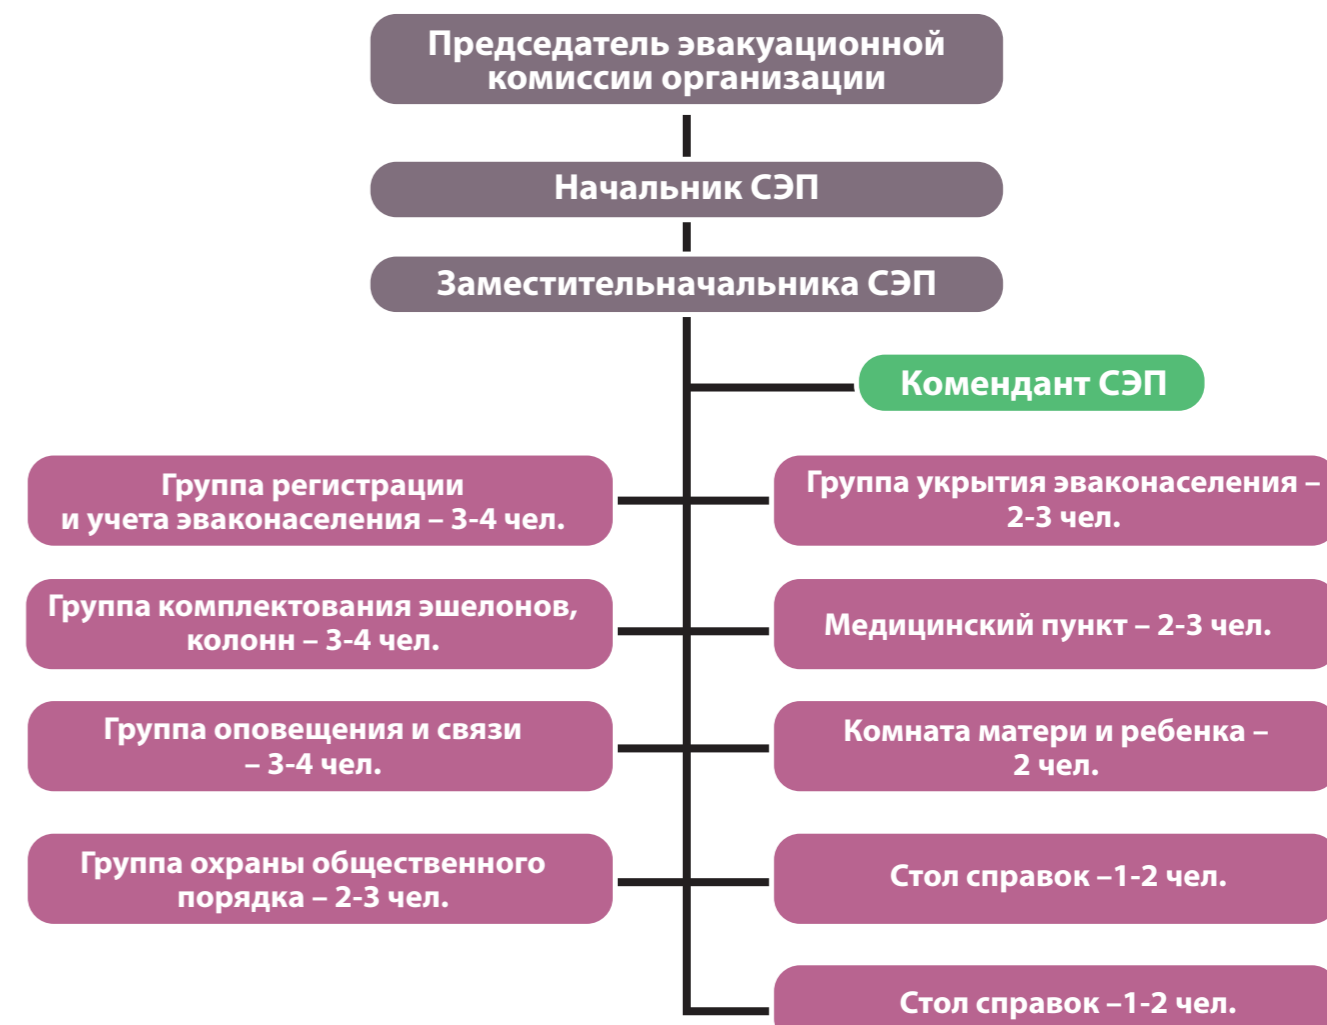 Председатель эвакуационной
комиссии организации
Начальник СЭП
Заместительначальника СЭП
Комендант СЭП
Группа регистрации
и учета эваконаселения – 3-4 чел.
Группа укрытия эваконаселения –
2-3 чел.
Группа комплектования эшелонов,
колонн – 3-4 чел.
Медицинский пункт – 2-3 чел.
Группа оповещения и связи
– 3-4 чел.
Комната матери и ребенка –
2 чел.
Группа охраны общественного
порядка – 2-3 чел.
Стол справок –1-2 чел.
Стол справок –1-2 чел.